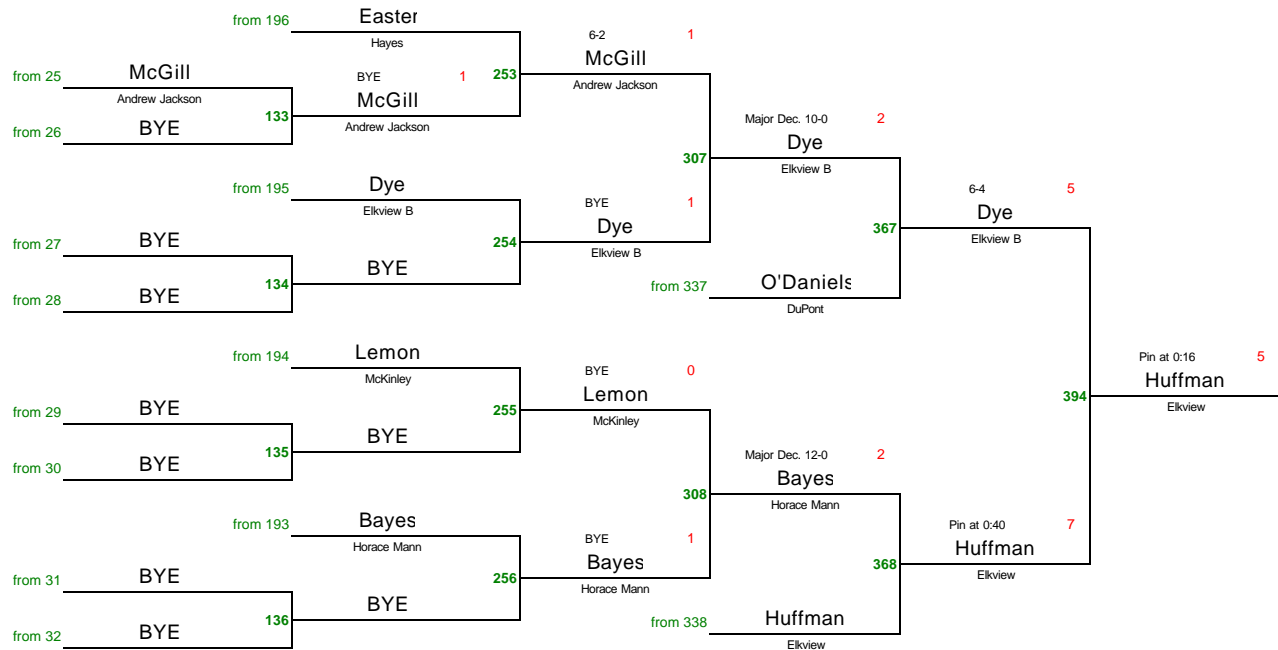 from 196
Easter
Hayes
6-2 1
McGill
Andrew Jackson
from 25
McGill
Andrew Jackson
BYE 1
McGill
Andrew Jackson
253
133
from 26
BYE
Major Dec. 10-0 2
Dye
Elkview B
307
from 195
Dye
Elkview B
BYE 1
Dye
Elkview B
6-4 5
Dye
Elkview B
367
from 27
BYE
254
134
BYE
from 28
BYE
from 337
O'Daniels
DuPont
from 194
Lemon
McKinley
BYE 0
Lemon
McKinley
Pin at 0:16 5
Huffman
Elkview
394
from 29
BYE
255
135
BYE
from 30
BYE
Major Dec. 12-0 2
Bayes
Horace Mann
308
from 193
Bayes
Horace Mann
BYE 1
Bayes
Horace Mann
Pin at 0:40 7
Huffman
Elkview
368
from 31
BYE
256
136
BYE
from 32
BYE
from 338
Huffman
Elkview